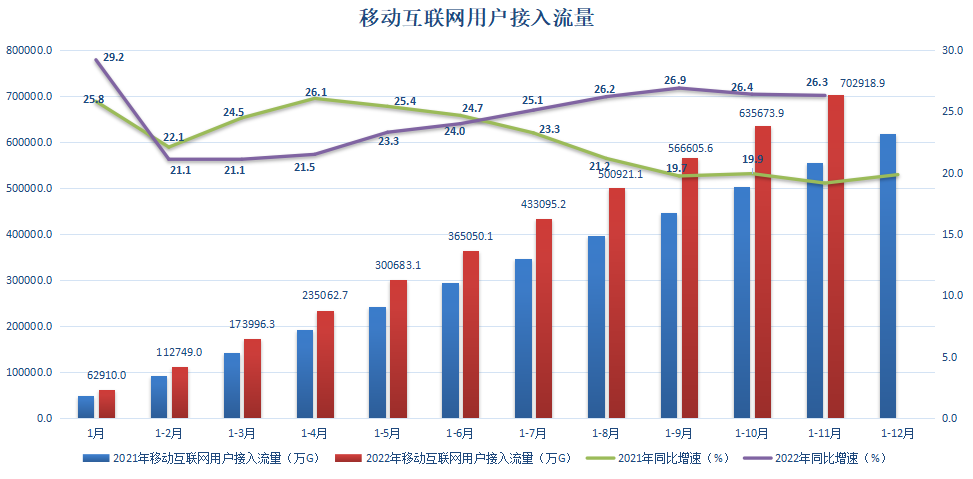 移动互联网用户接入流量
800000.0
700000.0
600000.0
500000.0
400000.0
300000.0
200000.0
100000.0
0.0
30.0
25.0
20.0
15.0
10.0
5.0
0.0
29.2
21.1
21.1
21.5
23.3
24.0
25.1
26.2
26.9
26.4
26.3
25.8
22.1
24.5
26.1
25.4
24.7
23.3
21.2
19.7
19.9
62910.0
112749.0
173996.3
235062.7
300683.1
365050.1
433095.2
500921.1
566605.6
635673.9
702918.9
1月
1-2月
1-3月
1-4月
1-5月
1-6月
1-7月
1-8月
1-9月
1-10月
1-11月
1-12月
2021年移动互联网用户接入流量（万G）
2022年移动互联网用户接入流量（万G）
2021年同比增速（%）
2022年同比增速（%）